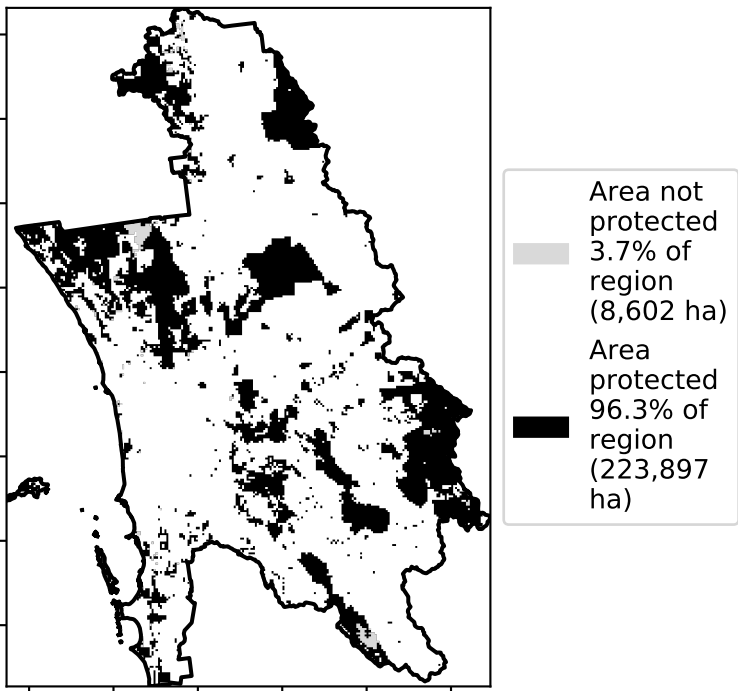 Area not
protected
3.7% of
region
(8,602 ha)
Area
protected
96.3% of
region
(223,897
ha)